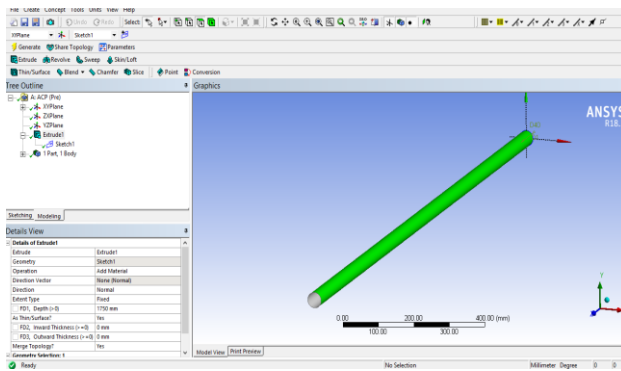 File Create Concept Tools Units View Help
Undo Redo Select:
XYPlane Sketch1
Generate Share Topology Parameters
Extrude Revolve Sweep Skin/Loft
Thin/Surface Blend Chamfer Slice Point Conversion
Tree Outline
A: ACP (Pre)
XYPlane
ZXPlane
YZPlane
Extrude1
Sketch1
1 Part, 1 Body
Sketching Modeling
Details View
Details of Extrude1
Extrude Extrude1
Geometry Sketch1
Operation Add Material
Direction Vector None (Normal)
Direction Normal
Extent Type Fixed
FD1, Depth (>0) 1750 mm
As Thin/Surface? Yes
FD2, Inward Thickness (>=0) 0 mm
FD3, Outward Thickness (>=0) 0 mm
Merge Topology? Yes
Geometry Selection: 1
Graphics
ANSYS
R18.
0.00 200.00 400.00 (mm)
100.00 300.00
Y
X
Model View Print Preview
Ready No Selection Millimeter Degree 0 0